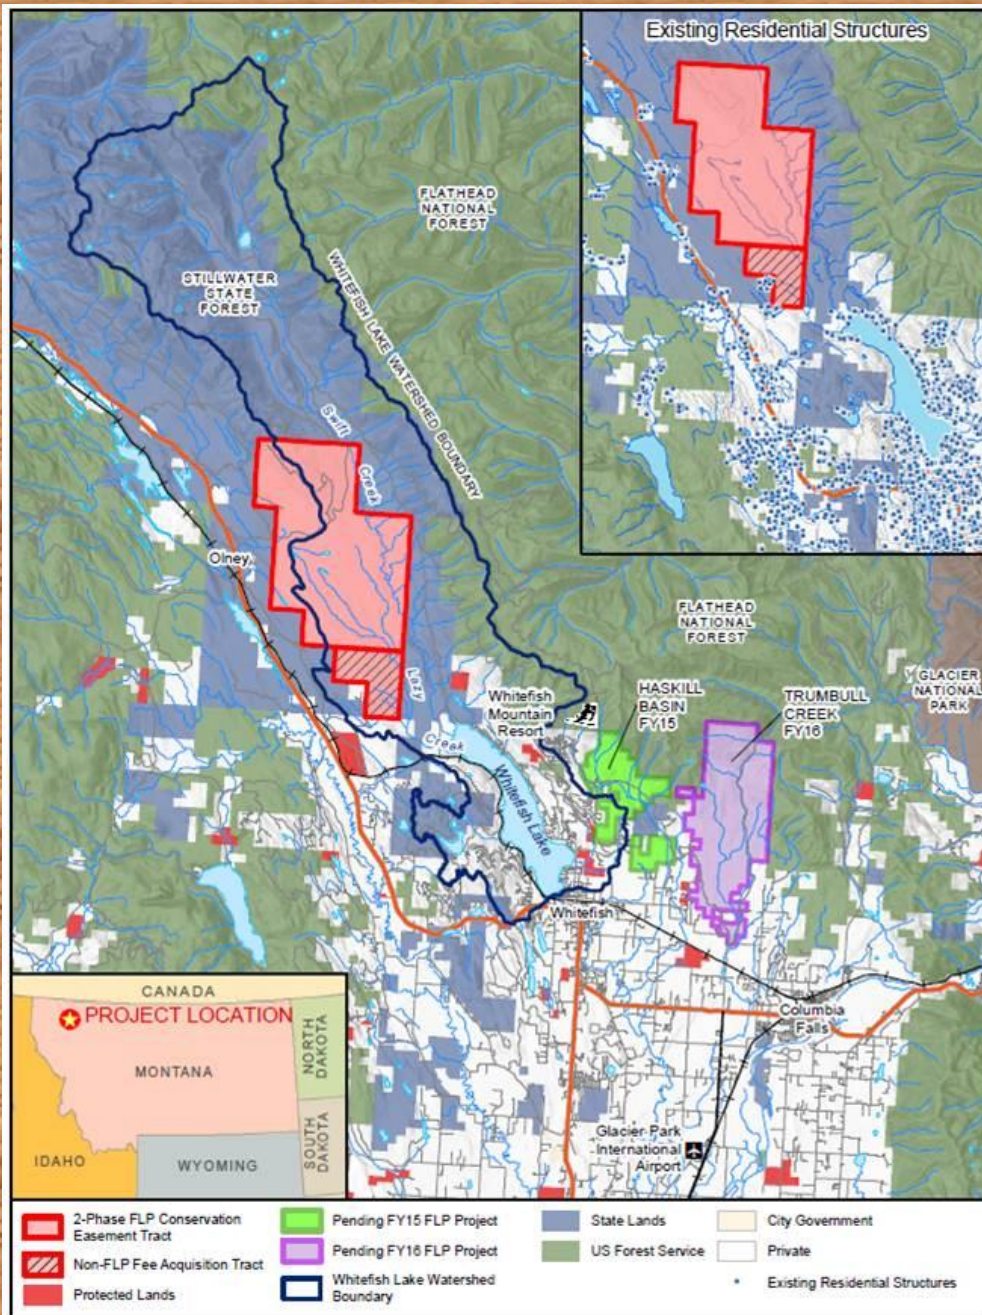 Existing Residential Structures
FLATHEAD
NATIONAL
FOREST
WHITEFISH LAKE WATERSHED BOUNDARY
STILLWATER
STATE
FOREST
Swift
Creek
Olney
FLATHEAD
NATIONAL
FOREST
GLACIER
NATIONAL
PARK
HASKILL
BASIN
FY15
TRUMBULL
CREEK
FY16
Whitefish
Mountain
Resort
Lazy
Creek
Whitefish Lake
Whitefish
Columbia
Falls
Glacier Park
International
Airport
CANADA
PROJECT LOCATION
MONTANA
NORTH
DAKOTA
SOUTH
DAKOTA
IDAHO
WYOMING
2-Phase FLP Conservation
Easement Tract
Non-FLP Fee Acquisition Tract
Protected Lands
Pending FY15 FLP Project
Pending FY16 FLP Project
Whitefish Lake Watershed
Boundary
State Lands
US Forest Service
City Government
Private
Existing Residential Structures